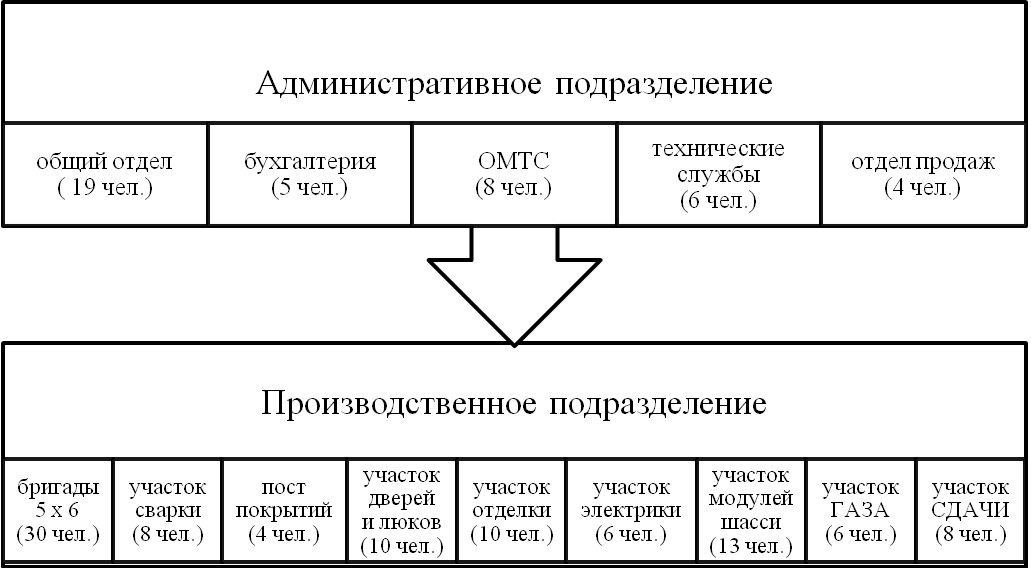 Административное подразделение
общий отдел
( 19 чел.)
бухгалтерия
(5 чел.)
ОМТС
(8 чел.)
технические
службы
(6 чел.)
отдел продаж
(4 чел.)
Производственное подразделение
бригады
5 х 6
(30 чел.)
участок
сварки
(8 чел.)
пост
покрытий
(4 чел.)
участок
дверей
и люков
(10 чел.)
участок
отделки
(10 чел.)
участок
электрики
(6 чел.)
участок
модулей
шасси
(13 чел.)
участок
ГАЗА
(6 чел.)
участок
СДАЧИ
(8 чел.)